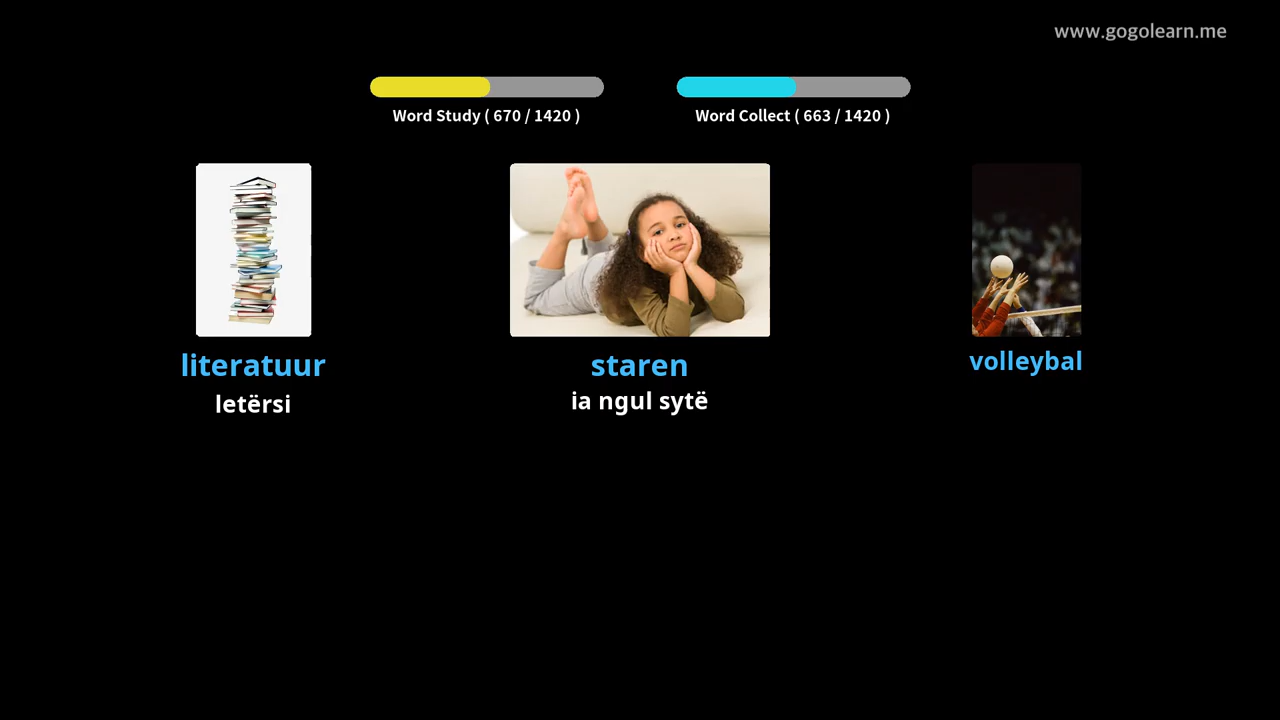 www.gogolearn.me
Word Study ( 670 / 1420 )
Word Collect ( 663 / 1420 )
literatuur
letërsi
staren
ia ngul sytë
volleybal